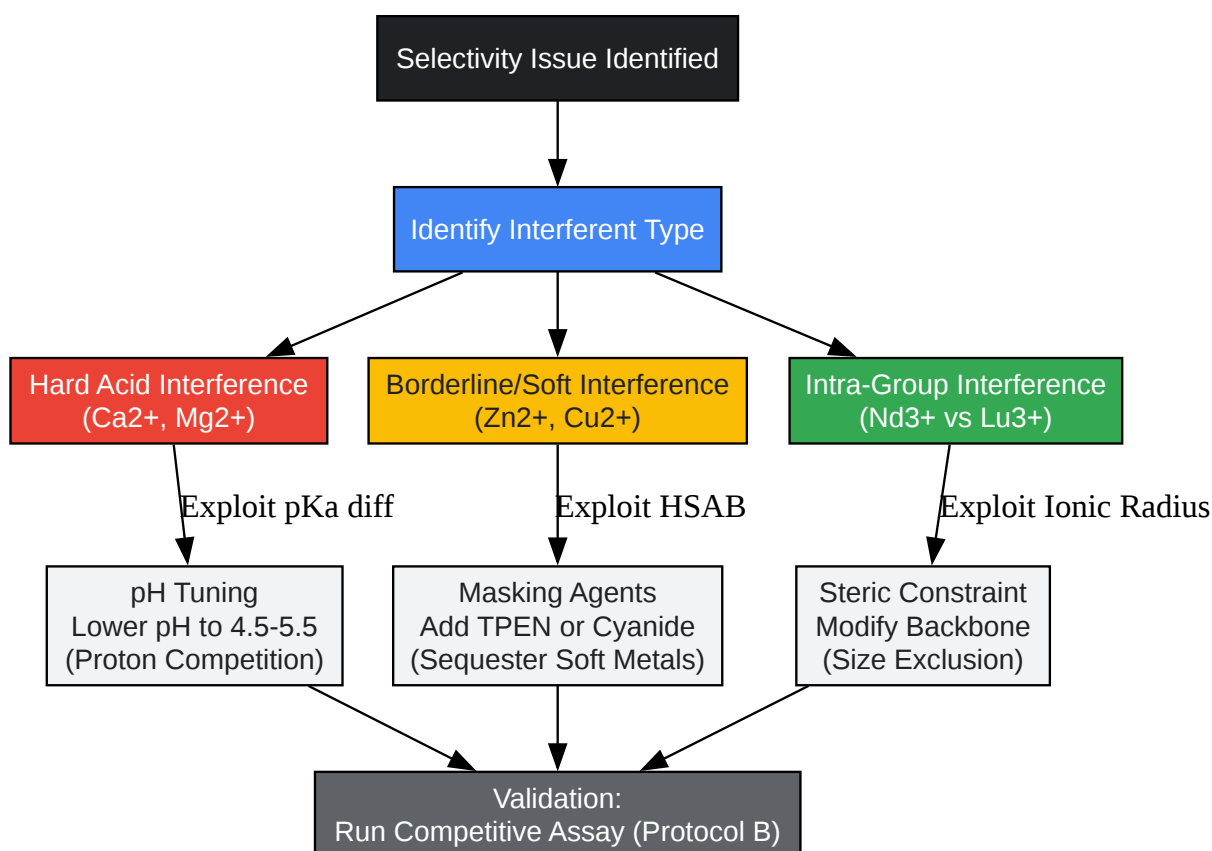 Selectivity Issue Identified
Identify Interferent Type
Hard Acid Interference
(Ca2+, Mg2+)
Borderline/Soft Interference
(Zn2+, Cu2+)
Intra-Group Interference
(Nd3+ vs Lu3+)
Exploit pKa diff
Exploit HSAB
Exploit Ionic Radius
pH Tuning
Lower pH to 4.5-5.5
(Proton Competition)
Masking Agents
Add TPEN or Cyanide
(Sequester Soft Metals)
Steric Constraint
Modify Backbone
(Size Exclusion)
Validation:
Run Competitive Assay (Protocol B)